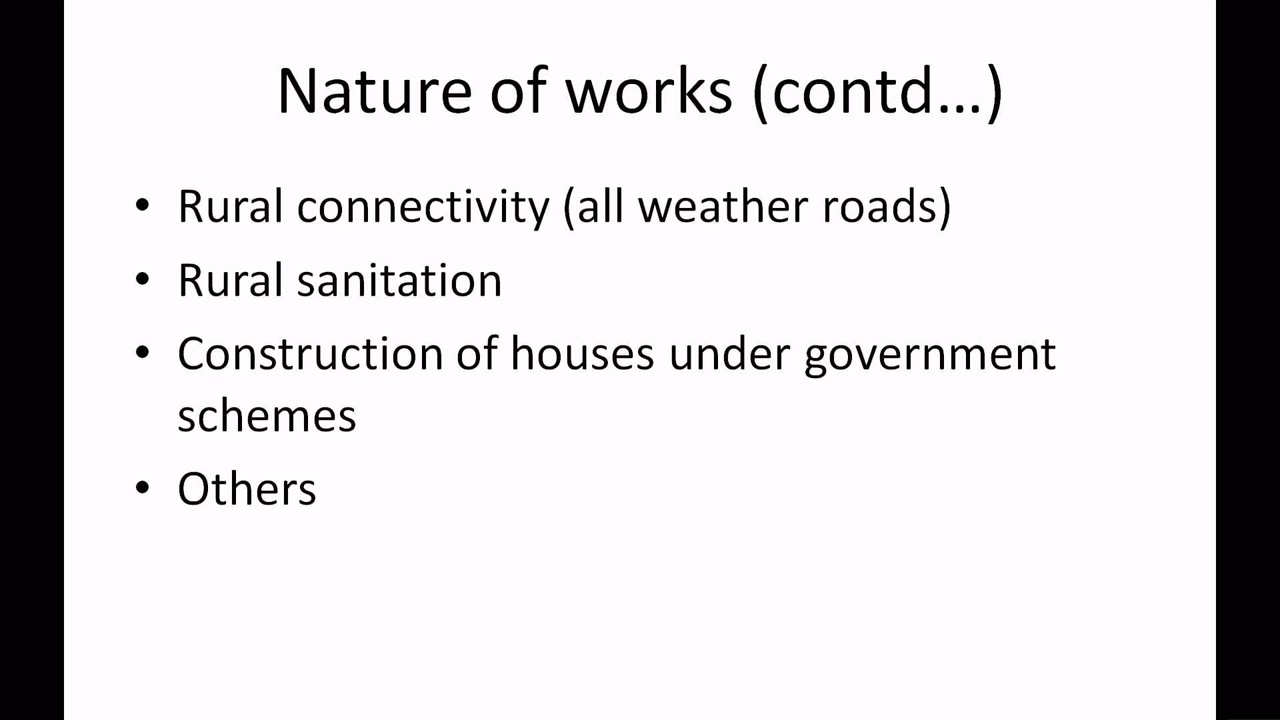 Nature of works (contd…)
• Rural connectivity (all weather roads)
• Rural sanitation
• Construction of houses under government
schemes
• Others